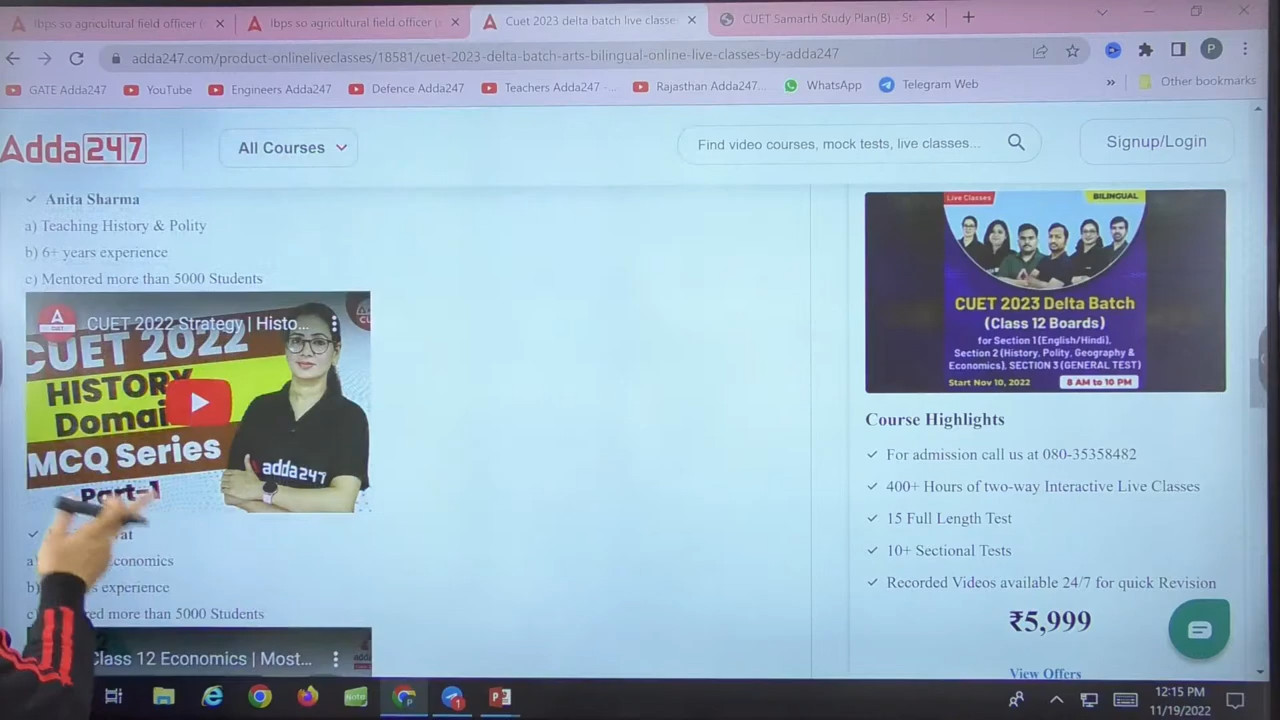 Ibps so agricultural field officer (
Ibps so agricultural field officer (
Cuet 2023 delta batch live classe
CUET Samarth Study Plan(B) - St
adda247.com/product-onlineliveclasses/18581/cuet-2023-delta-batch-arts-bilingual-online-live-classes-by-adda247
P
GATE Adda247
YouTube
Engineers Adda247
Defence Adda247
Teachers Adda247 - ...
Rajasthan Adda247...
WhatsApp
Telegram Web
»
Other bookmarks
Adda247
All Courses
Find video courses, mock tests, live classes...
Signup/Login
Anita Sharma
a) Teaching History & Polity
b) 6+ years experience
c) Mentored more than 5000 Students
CUET 2022 Strategy | Histo...
CUET 2022
HISTORY
Domai
MCQ Series
Part-1
adda247
conomics
experience
red more than 5000 Students
Class 12 Economics | Most...
Live Classes
BILINGUAL
CUET 2023 Delta Batch
(Class 12 Boards)
for Section 1 (English/Hindi),
Section 2 (History, Polity, Geography &
Economics), SECTION 3 (GENERAL TEST)
Start Nov 10, 2022
8 AM to 10 PM
Course Highlights
For admission call us at 080-35358482
400+ Hours of two-way Interactive Live Classes
15 Full Length Test
10+ Sectional Tests
Recorded Videos available 24/7 for quick Revision
₹5,999
View Offers
12:15 PM
11/19/2022